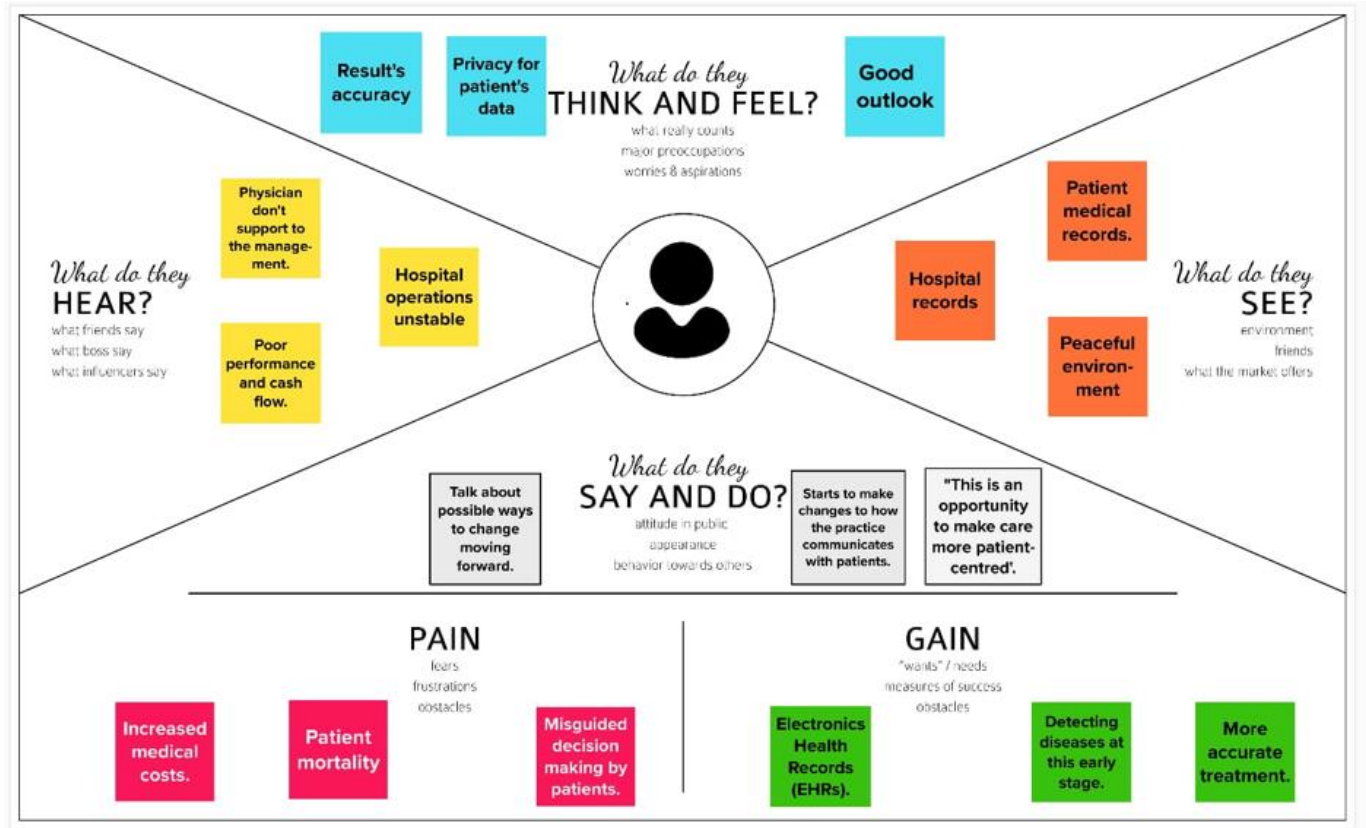 Result's
accuracy
Privacy for
patient's
data
What do they
THINK AND FEEL?
what really counts
major preoccupations
worries & aspirations
Good
outlook
Physician
don't
support to
the manage-
ment.
Hospital
operations
unstable
What do they
HEAR?
what friends say
what boss say
what influencers say
Poor
performance
and cash
flow.
Patient
medical
records.
Hospital
records
What do they
SEE?
environment
friends
what the market offers
Peaceful
environ-
ment
Talk about
possible ways
to change
moving
forward.
What do they
SAY AND DO?
attitude in public
appearance
behavior towards others
Starts to make
changes to how
the practice
communicates
with patients.
"This is an
opportunity
to make care
more patient-
centred'.
PAIN
fears
frustrations
obstacles
Increased
medical
costs.
Patient
mortality
Misguided
decision
making by
patients.
GAIN
"wants" / needs
measures of success
obstacles
Electronics
Health
Records
(EHRs).
Detecting
diseases at
this early
stage.
More
accurate
treatment.